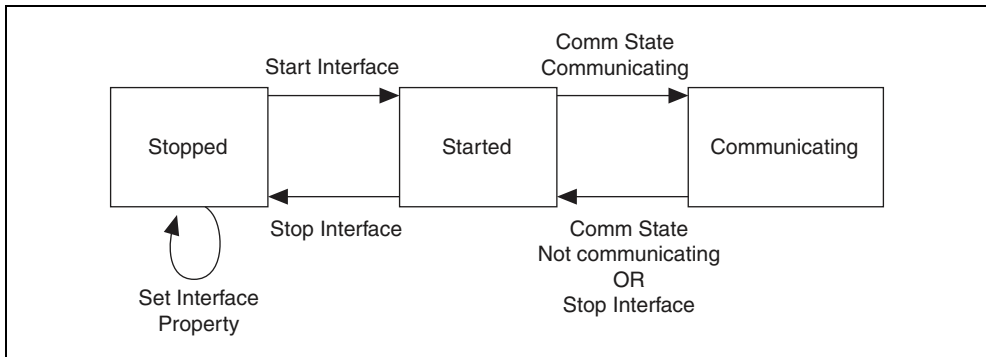 Comm State
Communicating
Start Interface
Stopped
Started
Communicating
Stop Interface
Comm State
Not communicating
OR
Stop Interface
Set Interface
Property